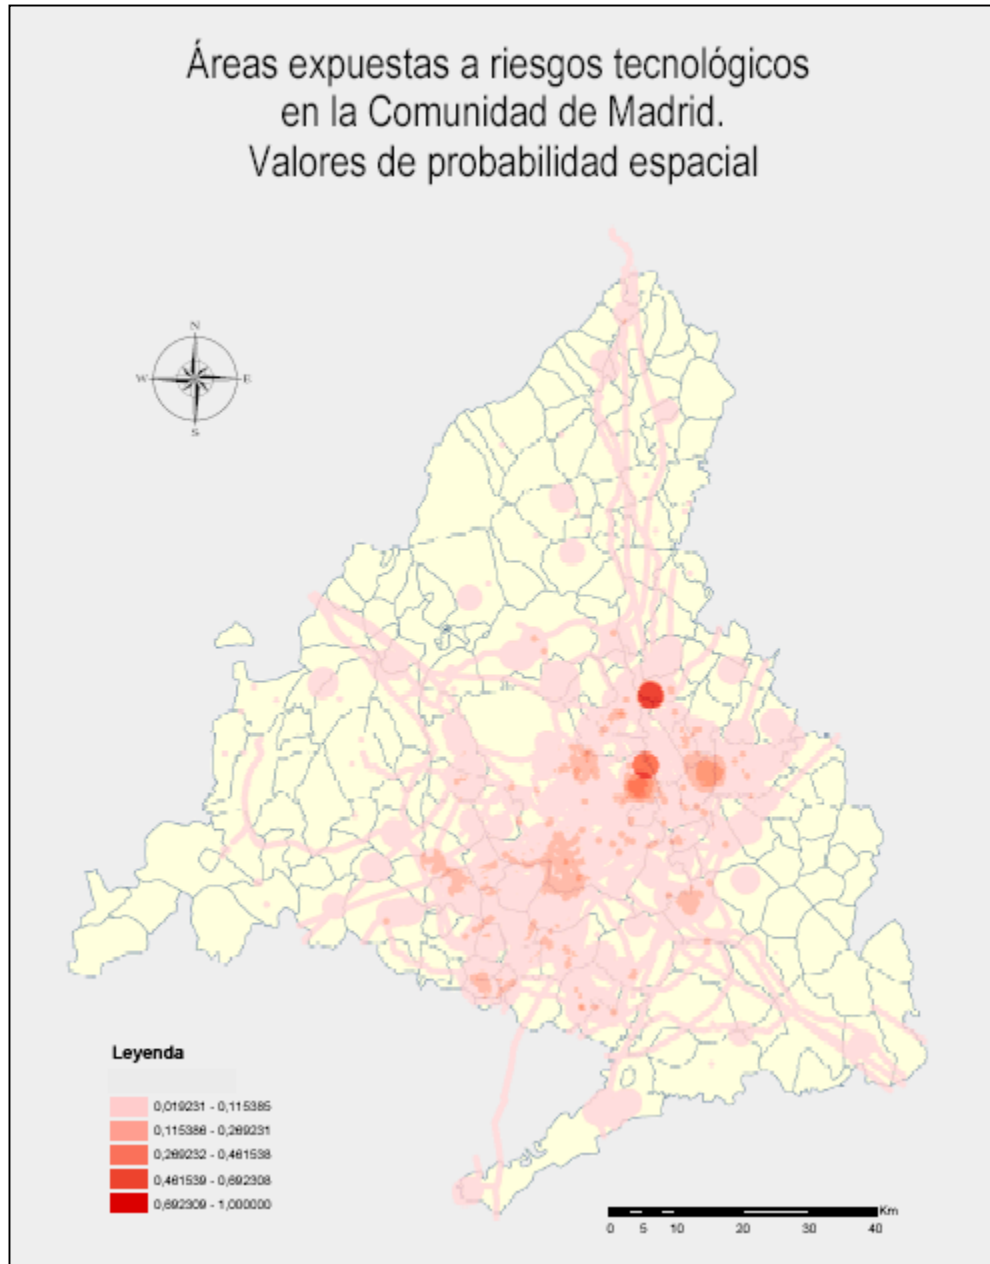 Áreas expuestas a riesgos tecnológicos
en la Comunidad de Madrid.
Valores de probabilidad espacial
N
W E
S
Leyenda
0,019231 - 0,115385
0,115386 - 0,269231
0,269232 - 0,461538
0,461539 - 0,692308
0,692309 - 1,000000
Km
0 5 10 20 30 40